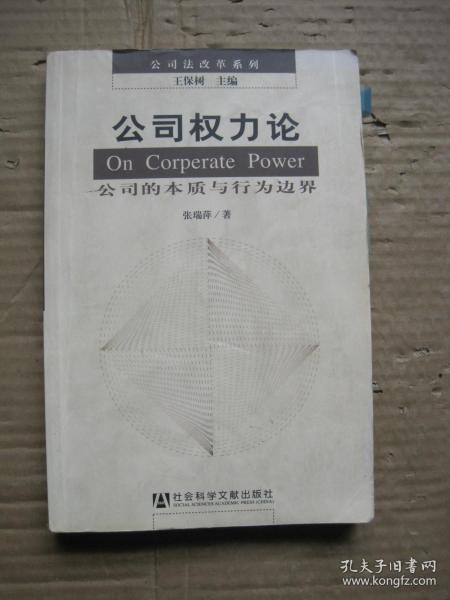 公司法改革系列
王保树 主编
公司权力论
On Corperate Power
—公司的本质与行为边界
张瑞萍/著
社会科学文献出版社
SOCIAL SCIENCES ACADEMIC PRESS(CHINA)
孔夫子旧书网
www.kongfz.com